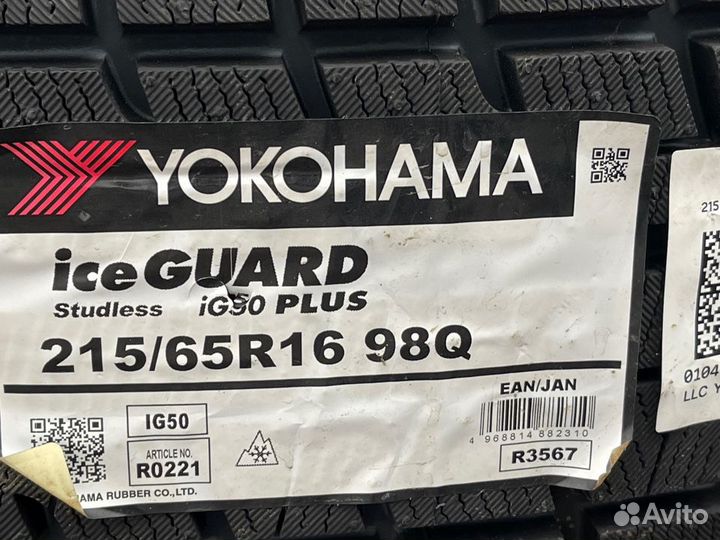 YOKOHAMA
iceGUARD
Studless iG50 PLUS
215/65R16 98Q
IG50
ARTICLE NO.
R0221
EAN/JAN
4 968814 882310
R3567
HAMA RUBBER CO.,LTD.
215
0104
LLC Y
Avito